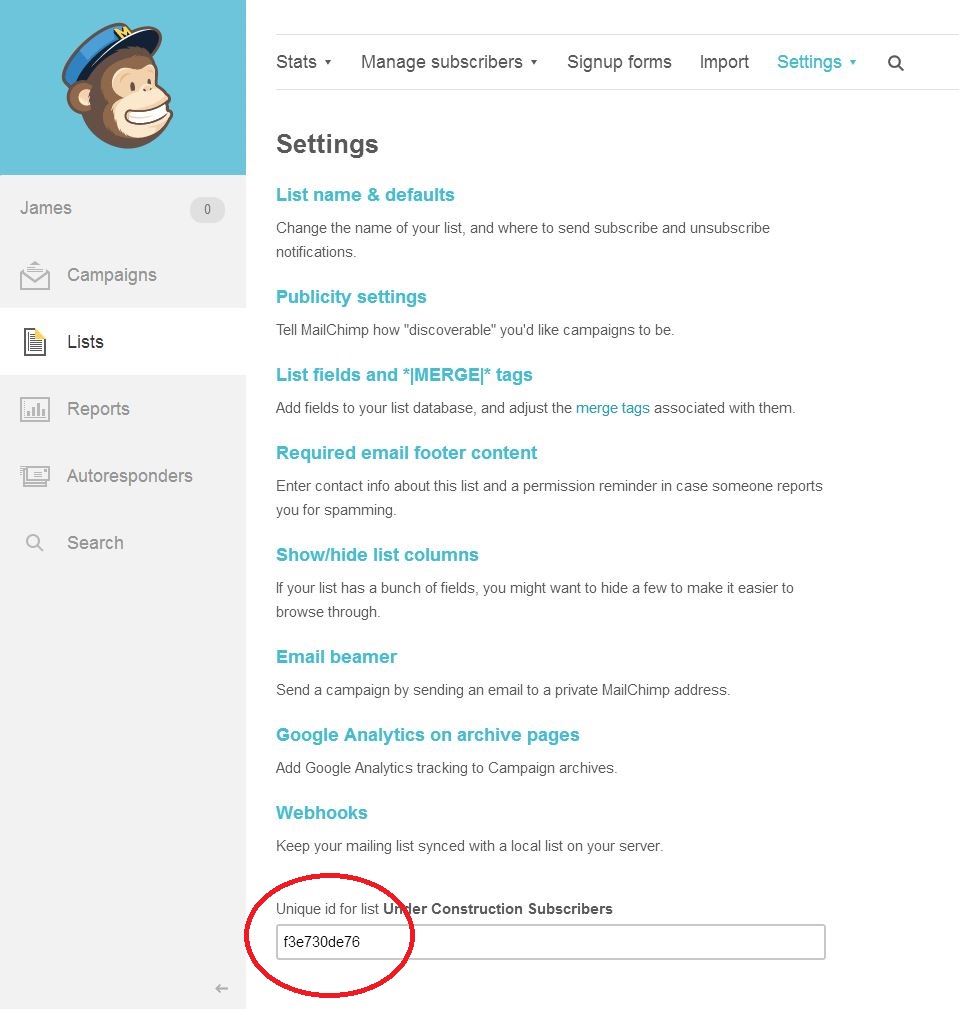 M
Stats Manage subscribers Signup forms Import Settings
Settings
James 0
Campaigns
Lists
Reports
Autoresponders
Search
List name & defaults
Change the name of your list, and where to send subscribe and unsubscribe
notifications.
Publicity settings
Tell MailChimp how "discoverable" you'd like campaigns to be.
List fields and *|MERGE|* tags
Add fields to your list database, and adjust the merge tags associated with them.
Required email footer content
Enter contact info about this list and a permission reminder in case someone reports
you for spamming.
Show/hide list columns
If your list has a bunch of fields, you might want to hide a few to make it easier to
browse through.
Email beamer
Send a campaign by sending an email to a private MailChimp address.
Google Analytics on archive pages
Add Google Analytics tracking to Campaign archives.
Webhooks
Keep your mailing list synced with a local list on your server.
Unique id for list Under Construction Subscribers
f3e730de76